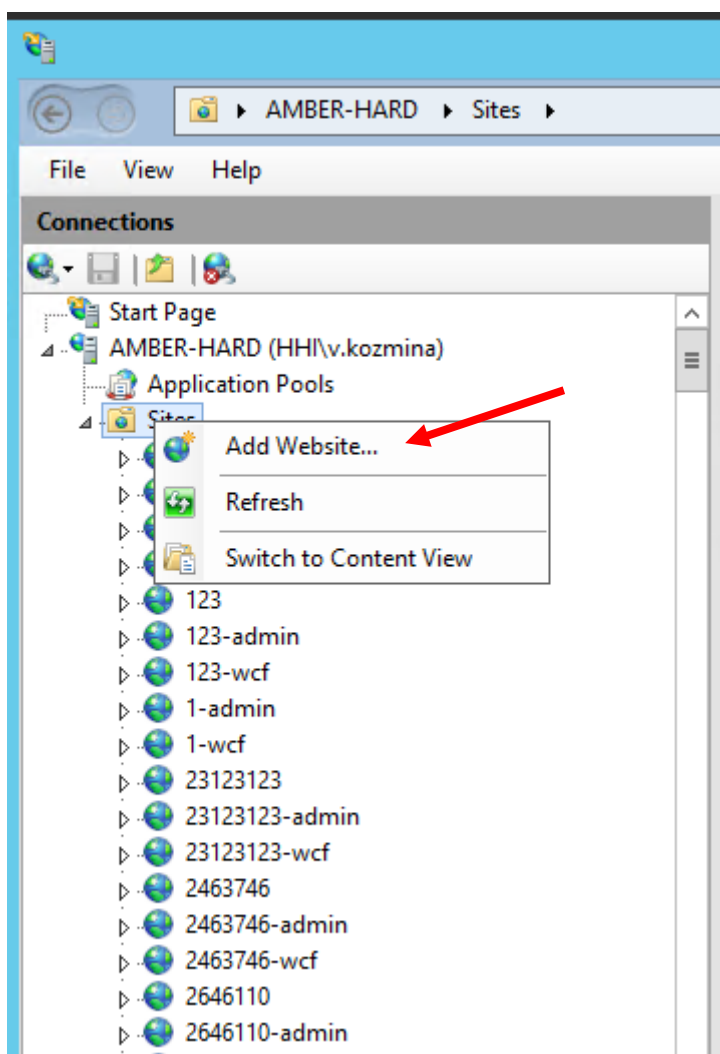 AMBER-HARD Sites
File View Help
Connections
Start Page
AMBER-HARD (HHI\v.kozmina)
Application Pools
Sites
Add Website...
Refresh
Switch to Content View
123
123-admin
123-wcf
1-admin
1-wcf
23123123
23123123-admin
23123123-wcf
2463746
2463746-admin
2463746-wcf
2646110
2646110-admin